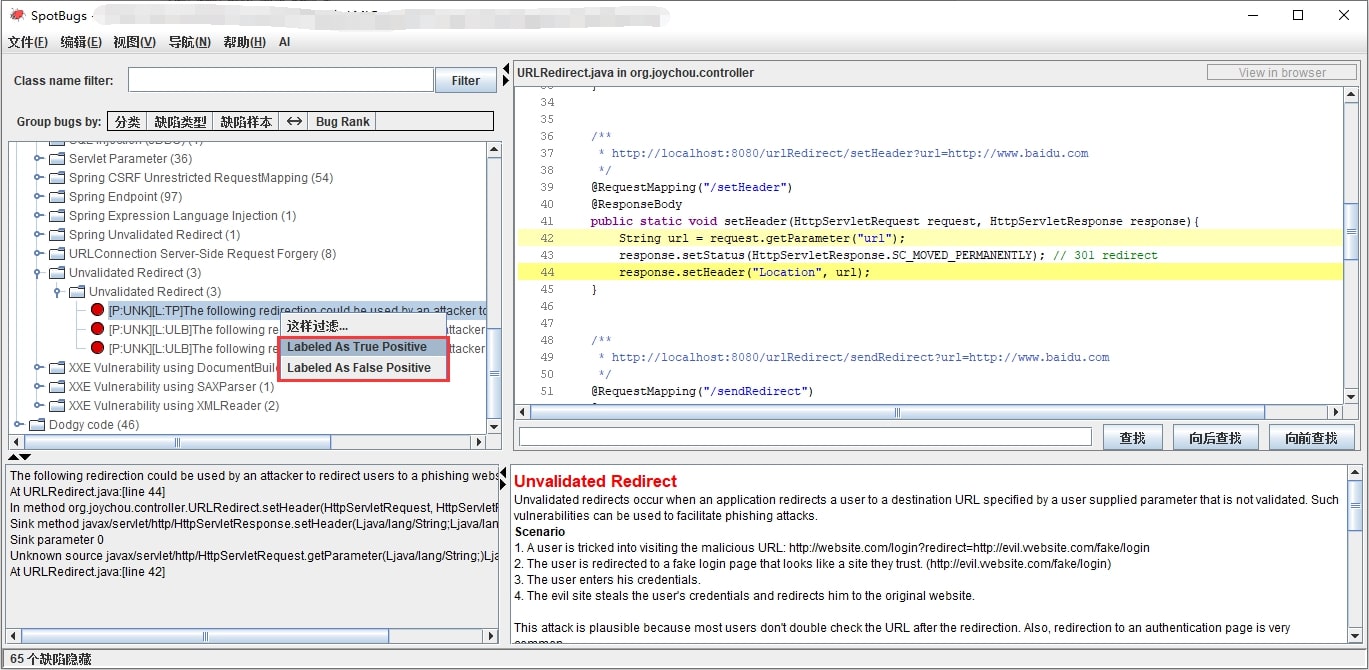 SpotBugs -
文件(F) 编辑(E) 视图(V) 导航(N) 帮助(H) AI
Class name filter: Filter
Group bugs by: 分类 缺陷类型 缺陷样本 ↔ Bug Rank
Servlet Parameter (36)
Spring CSRF Unrestricted RequestMapping (54)
Spring Endpoint (97)
Spring Expression Language Injection (1)
Spring Unvalidated Redirect (1)
URLConnection Server-Side Request Forgery (8)
Unvalidated Redirect (3)
Unvalidated Redirect (3)
[P:UNK][L:TP]The following redirection could be used by an attacker to
[P:UNK][L:ULB]The following re ttacker
[P:UNK][L:ULB]The following re ttacker
这样过滤...
Labeled As True Positive
Labeled As False Positive
XXE Vulnerability using DocumentBuil
XXE Vulnerability using SAXParser (1)
XXE Vulnerability using XMLReader (2)
Dodgy code (46)
URLRedirect.java in org.joychou.controller View in browser
34
35
36 /**
37 * http://localhost:8080/urlRedirect/setHeader?url=http://www.baidu.com
38 */
39 @RequestMapping("/setHeader")
40 @ResponseBody
41 public static void setHeader(HttpServletRequest request, HttpServletResponse response){
42 String url = request.getParameter("url");
43 response.setStatus(HttpServletResponse.SC_MOVED_PERMANENTLY); // 301 redirect
44 response.setHeader("Location", url);
45 }
46
47
48 /**
49 * http://localhost:8080/urlRedirect/sendRedirect?url=http://www.baidu.com
50 */
51 @RequestMapping("/sendRedirect")
查找 向后查找 向前查找
The following redirection could be used by an attacker to redirect users to a phishing webs
At URLRedirect.java:[line 44]
In method org.joychou.controller.URLRedirect.setHeader(HttpServletRequest, HttpServletR
Sink method javax/servlet/http/HttpServletResponse.setHeader(Ljava/lang/String;Ljava/lan
Sink parameter 0
Unknown source javax/servlet/http/HttpServletRequest.getParameter(Ljava/lang/String;)Lja
At URLRedirect.java:[line 42]
Unvalidated Redirect
Unvalidated redirects occur when an application redirects a user to a destination URL specified by a user supplied parameter that is not validated. Such
vulnerabilities can be used to facilitate phishing attacks.
Scenario
1. A user is tricked into visiting the malicious URL: http://website.com/login?redirect=http://evil.vvebsite.com/fake/login
2. The user is redirected to a fake login page that looks like a site they trust. (http://evil.vvebsite.com/fake/login)
3. The user enters his credentials.
4. The evil site steals the user's credentials and redirects him to the original website.
This attack is plausible because most users don't double check the URL after the redirection. Also, redirection to an authentication page is very
65 个缺陷隐藏